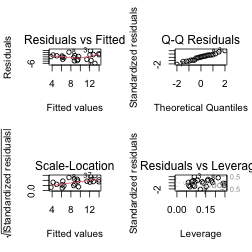 Residuals vs Fitted
Residuals
-6
4 8 12
Fitted values
Q-Q Residuals
Standardized residuals
-2
-2 0 2
Theoretical Quantiles
Scale-Location
√|Standardized residuals|
0.0
4 8 12
Fitted values
Residuals vs Leverag
Standardized residuals
-2
0.5
0.5
0.00 0.15
Leverage